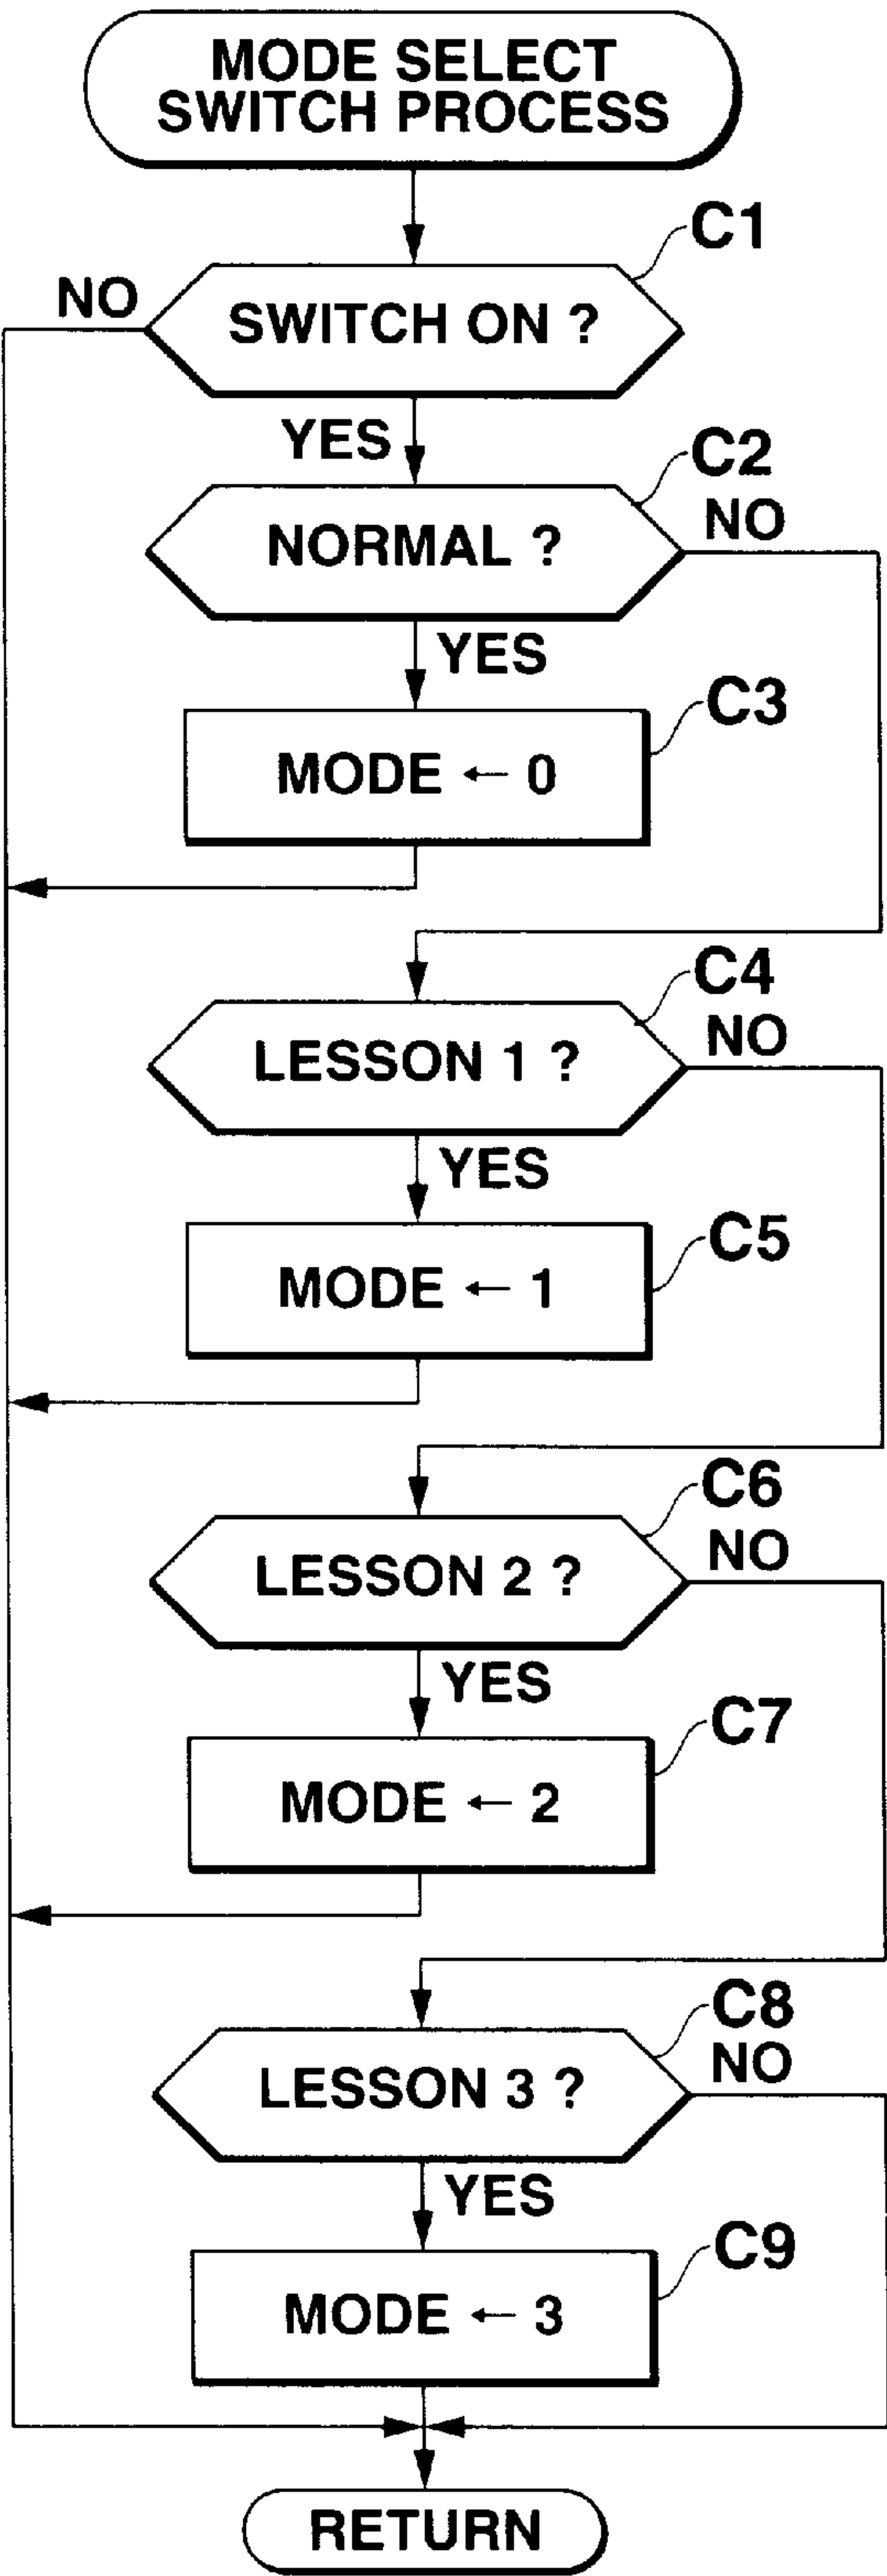 MODE SELECT
SWITCH PROCESS
C1
NO
SWITCH ON ?
YES
C2
NO
NORMAL ?
YES
C3
MODE ← 0
C4
NO
LESSON 1 ?
YES
C5
MODE ← 1
C6
NO
LESSON 2 ?
YES
C7
MODE ← 2
C8
NO
LESSON 3 ?
YES
C9
MODE ← 3
RETURN